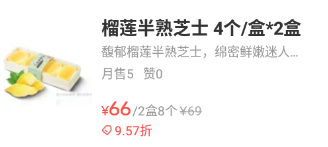 榴莲半熟芝士 4个/盒*2盒
馥郁榴莲半熟芝士，绵密鲜嫩迷人…
月售5 赞0
¥66/2盒8个 ¥69
9.57折